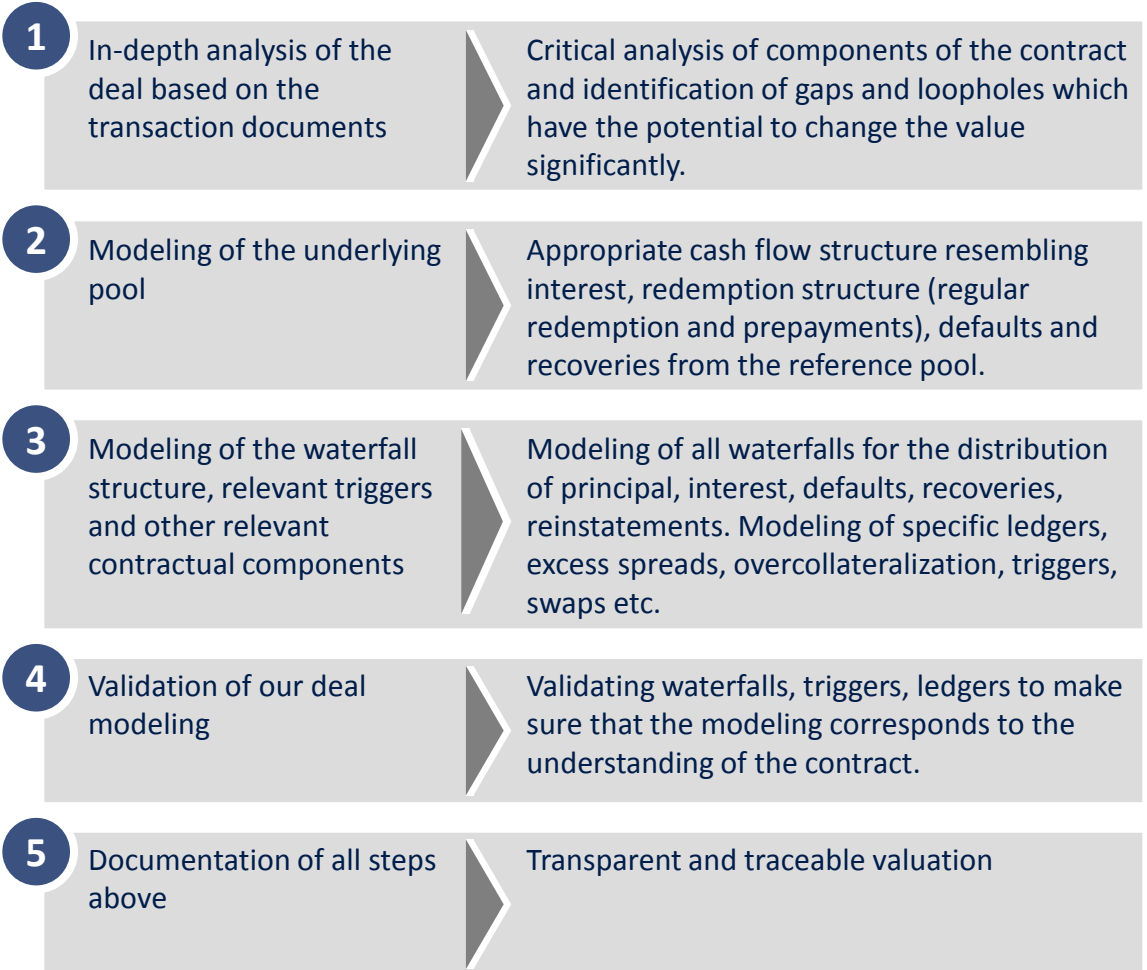 1
In-depth analysis of the
deal based on the
transaction documents
Critical analysis of components of the contract
and identification of gaps and loopholes which
have the potential to change the value
significantly.
2
Modeling of the underlying
pool
Appropriate cash flow structure resembling
interest, redemption structure (regular
redemption and prepayments), defaults and
recoveries from the reference pool.
3
Modeling of the waterfall
structure, relevant triggers
and other relevant
contractual components
Modeling of all waterfalls for the distribution
of principal, interest, defaults, recoveries,
reinstatements. Modeling of specific ledgers,
excess spreads, overcollateralization, triggers,
swaps etc.
4
Validation of our deal
modeling
Validating waterfalls, triggers, ledgers to make
sure that the modeling corresponds to the
understanding of the contract.
5
Documentation of all steps
above
Transparent and traceable valuation